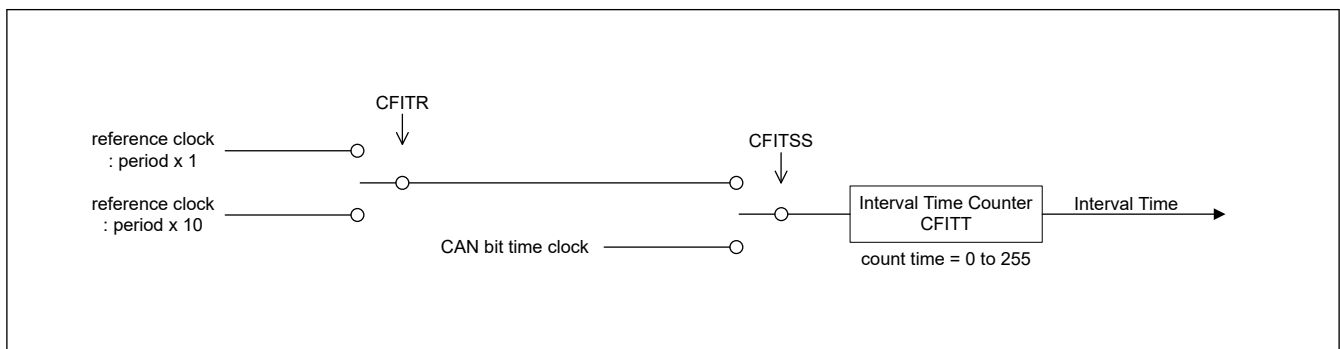 CFITR
reference clock
: period x 1
CFITSS
reference clock
: period x 10
Interval Time Counter
CFITT
Interval Time
CAN bit time clock
count time = 0 to 255